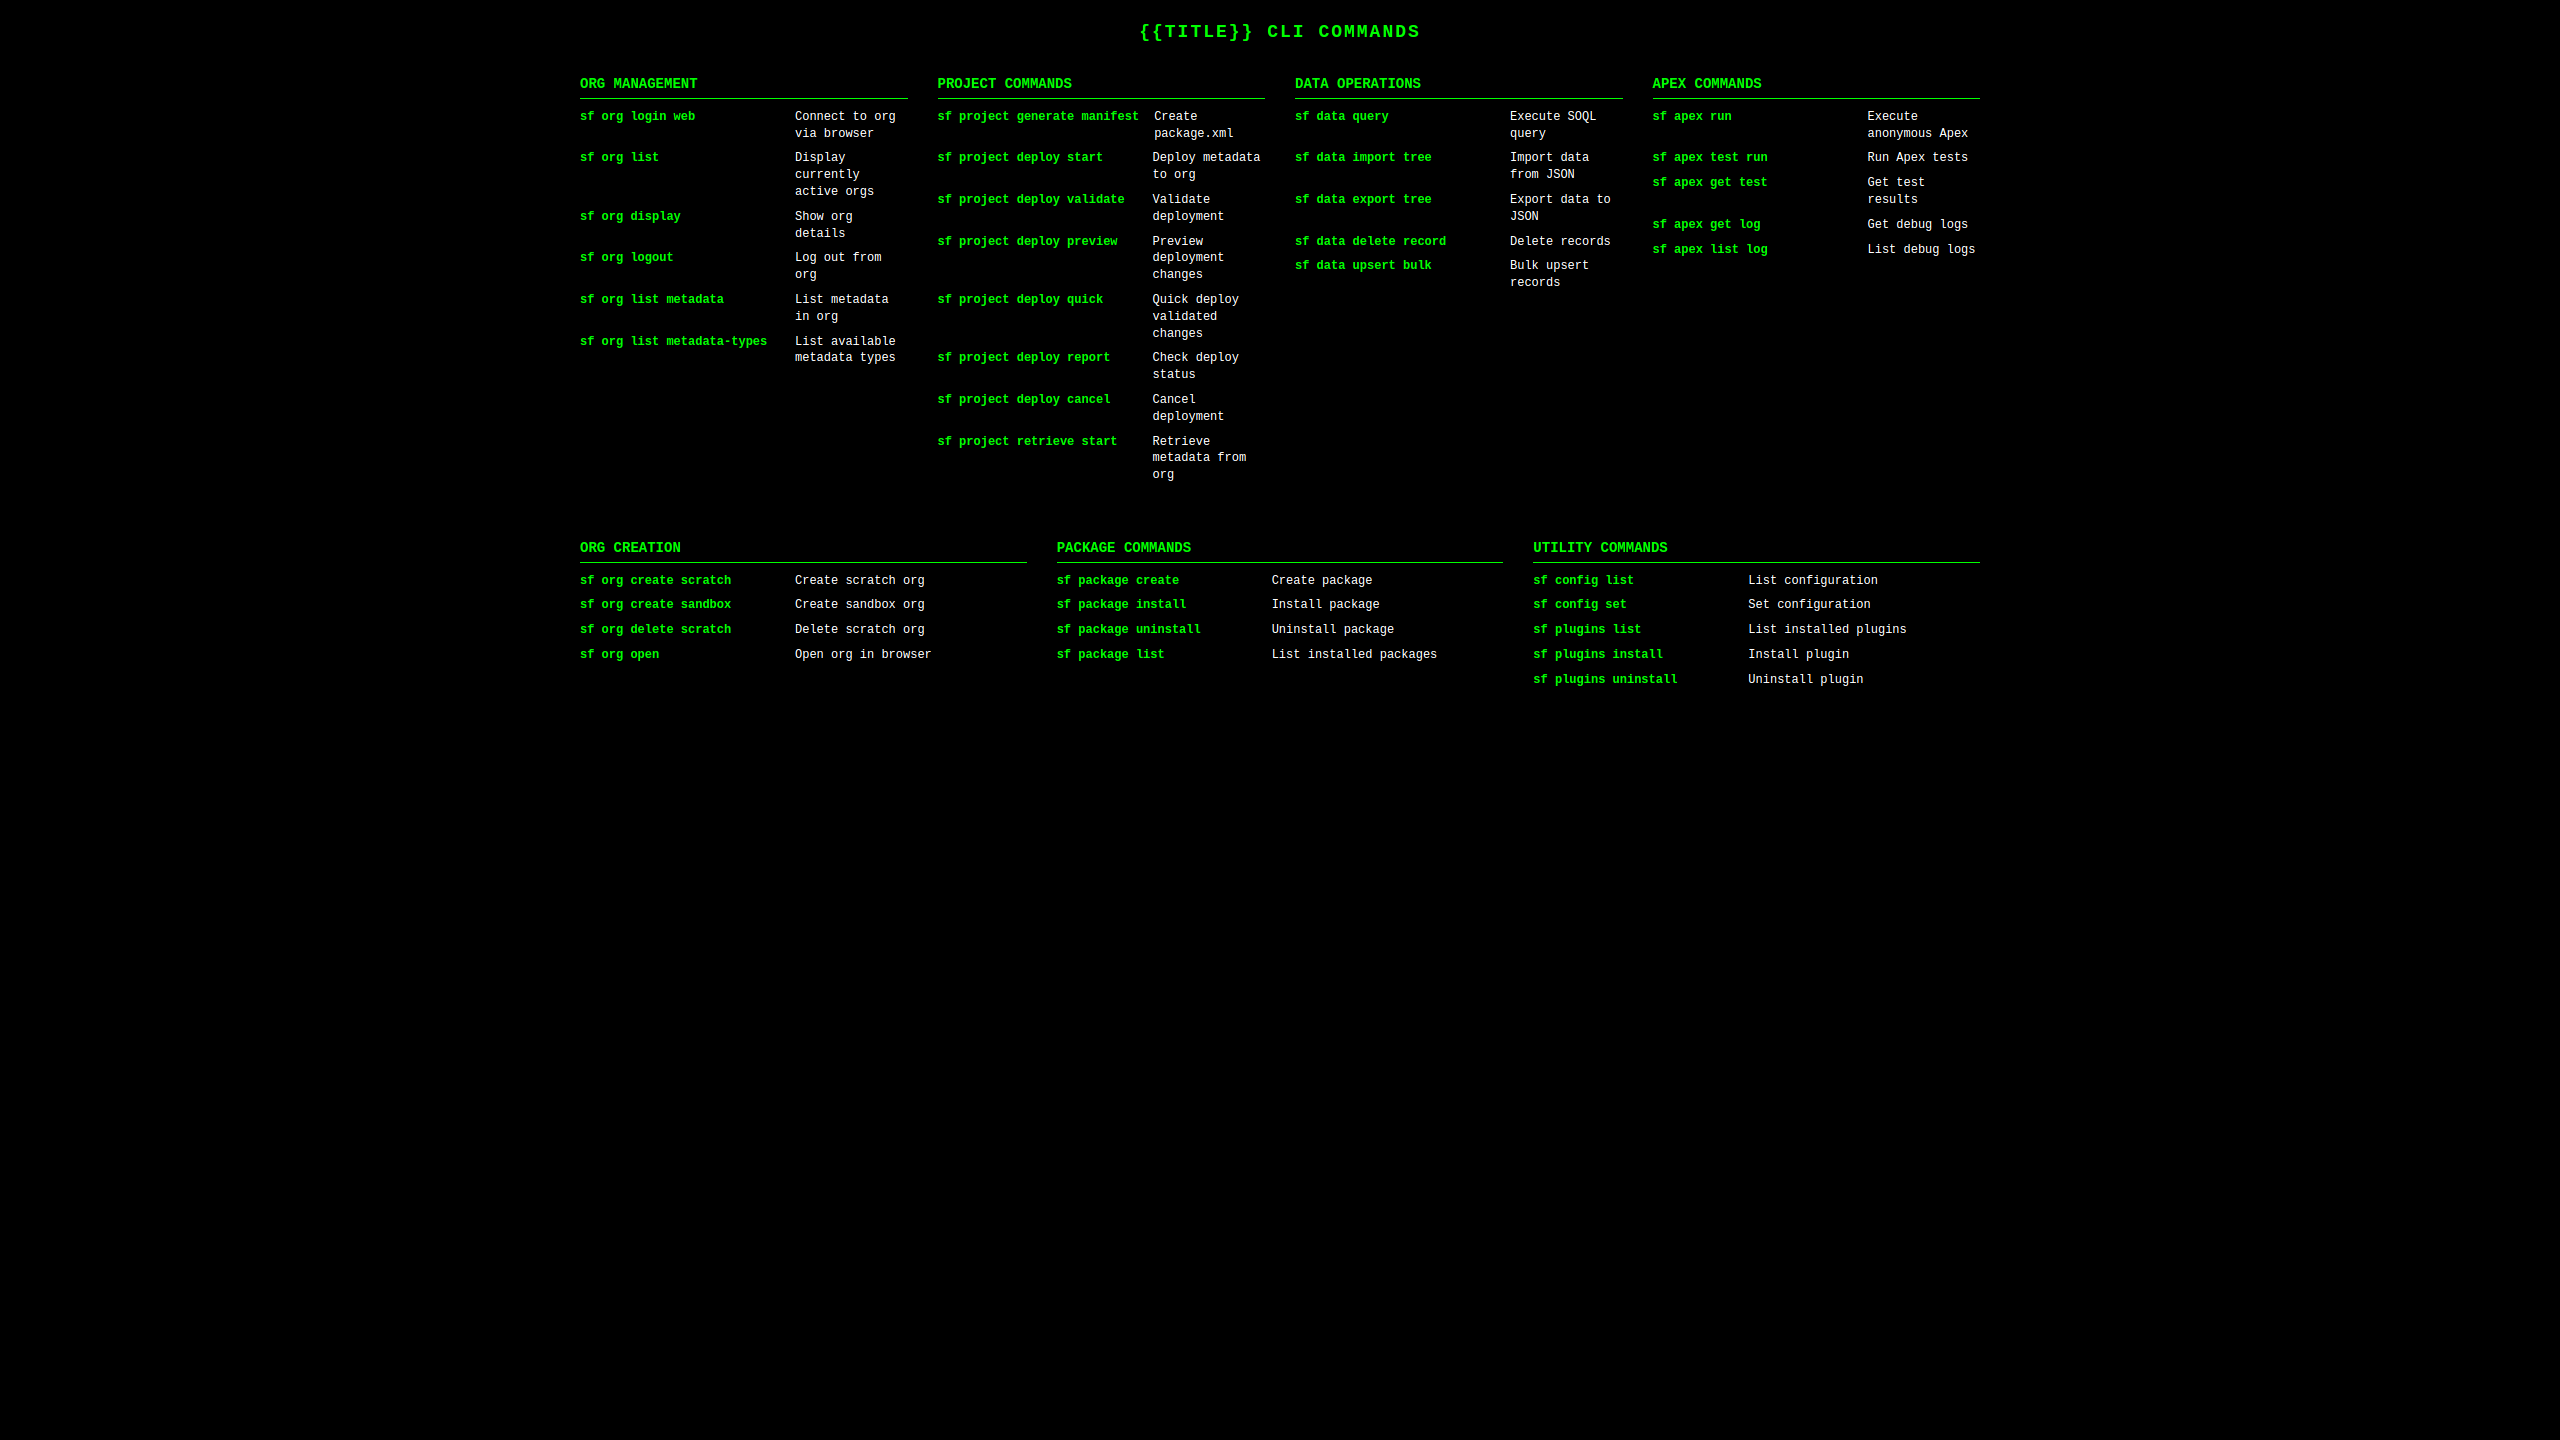 {{TITLE}} CLI COMMANDS
ORG MANAGEMENT
sf org login web Connect to org
via browser
sf org list Display
currently
active orgs
sf org display Show org
details
sf org logout Log out from
org
sf org list metadata List metadata
in org
sf org list metadata-types List available
metadata types
PROJECT COMMANDS
sf project generate manifest Create
package.xml
sf project deploy start Deploy metadata
to org
sf project deploy validate Validate
deployment
sf project deploy preview Preview
deployment
changes
sf project deploy quick Quick deploy
validated
changes
sf project deploy report Check deploy
status
sf project deploy cancel Cancel
deployment
sf project retrieve start Retrieve
metadata from
org
DATA OPERATIONS
sf data query Execute SOQL
query
sf data import tree Import data
from JSON
sf data export tree Export data to
JSON
sf data delete record Delete records
sf data upsert bulk Bulk upsert
records
APEX COMMANDS
sf apex run Execute
anonymous Apex
sf apex test run Run Apex tests
sf apex get test Get test
results
sf apex get log Get debug logs
sf apex list log List debug logs
ORG CREATION
sf org create scratch Create scratch org
sf org create sandbox Create sandbox org
sf org delete scratch Delete scratch org
sf org open Open org in browser
PACKAGE COMMANDS
sf package create Create package
sf package install Install package
sf package uninstall Uninstall package
sf package list List installed packages
UTILITY COMMANDS
sf config list List configuration
sf config set Set configuration
sf plugins list List installed plugins
sf plugins install Install plugin
sf plugins uninstall Uninstall plugin